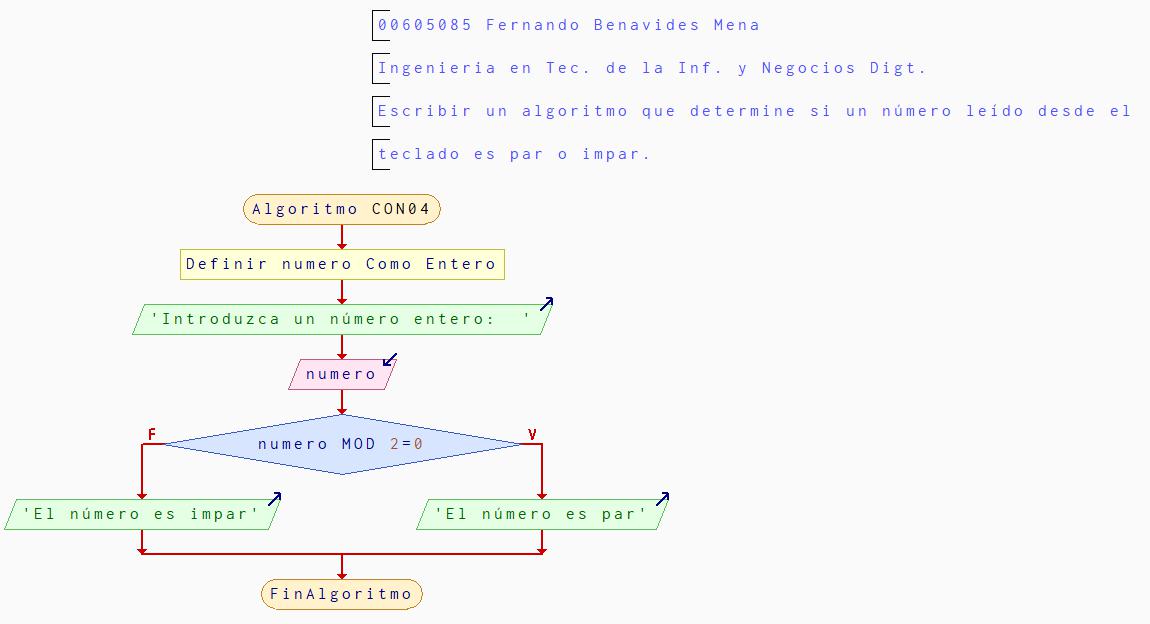 00605085 Fernando Benavides Mena
Ingenieria en Tec. de la Inf. y Negocios Digt.
Escribir un algoritmo que determine si un número leído desde el
teclado es par o impar.
Algoritmo CON04
Definir numero Como Entero
'Introduzca un número entero:  '
numero
F
V
numero MOD 2=0
'El número es impar'
'El número es par'
FinAlgoritmo